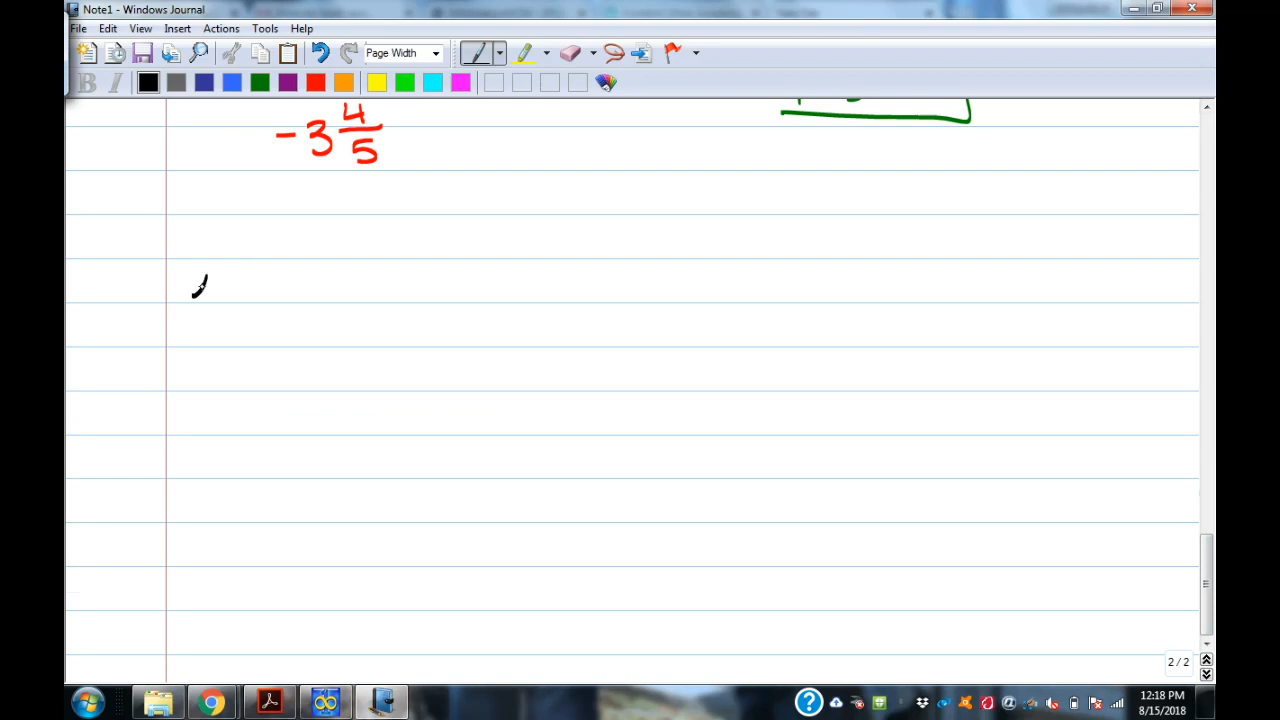 Note1 - Windows Journal
File Edit View Insert Actions Tools Help
Page Width
B I
-3 4/5
2 / 2
12:18 PM
8/15/2018